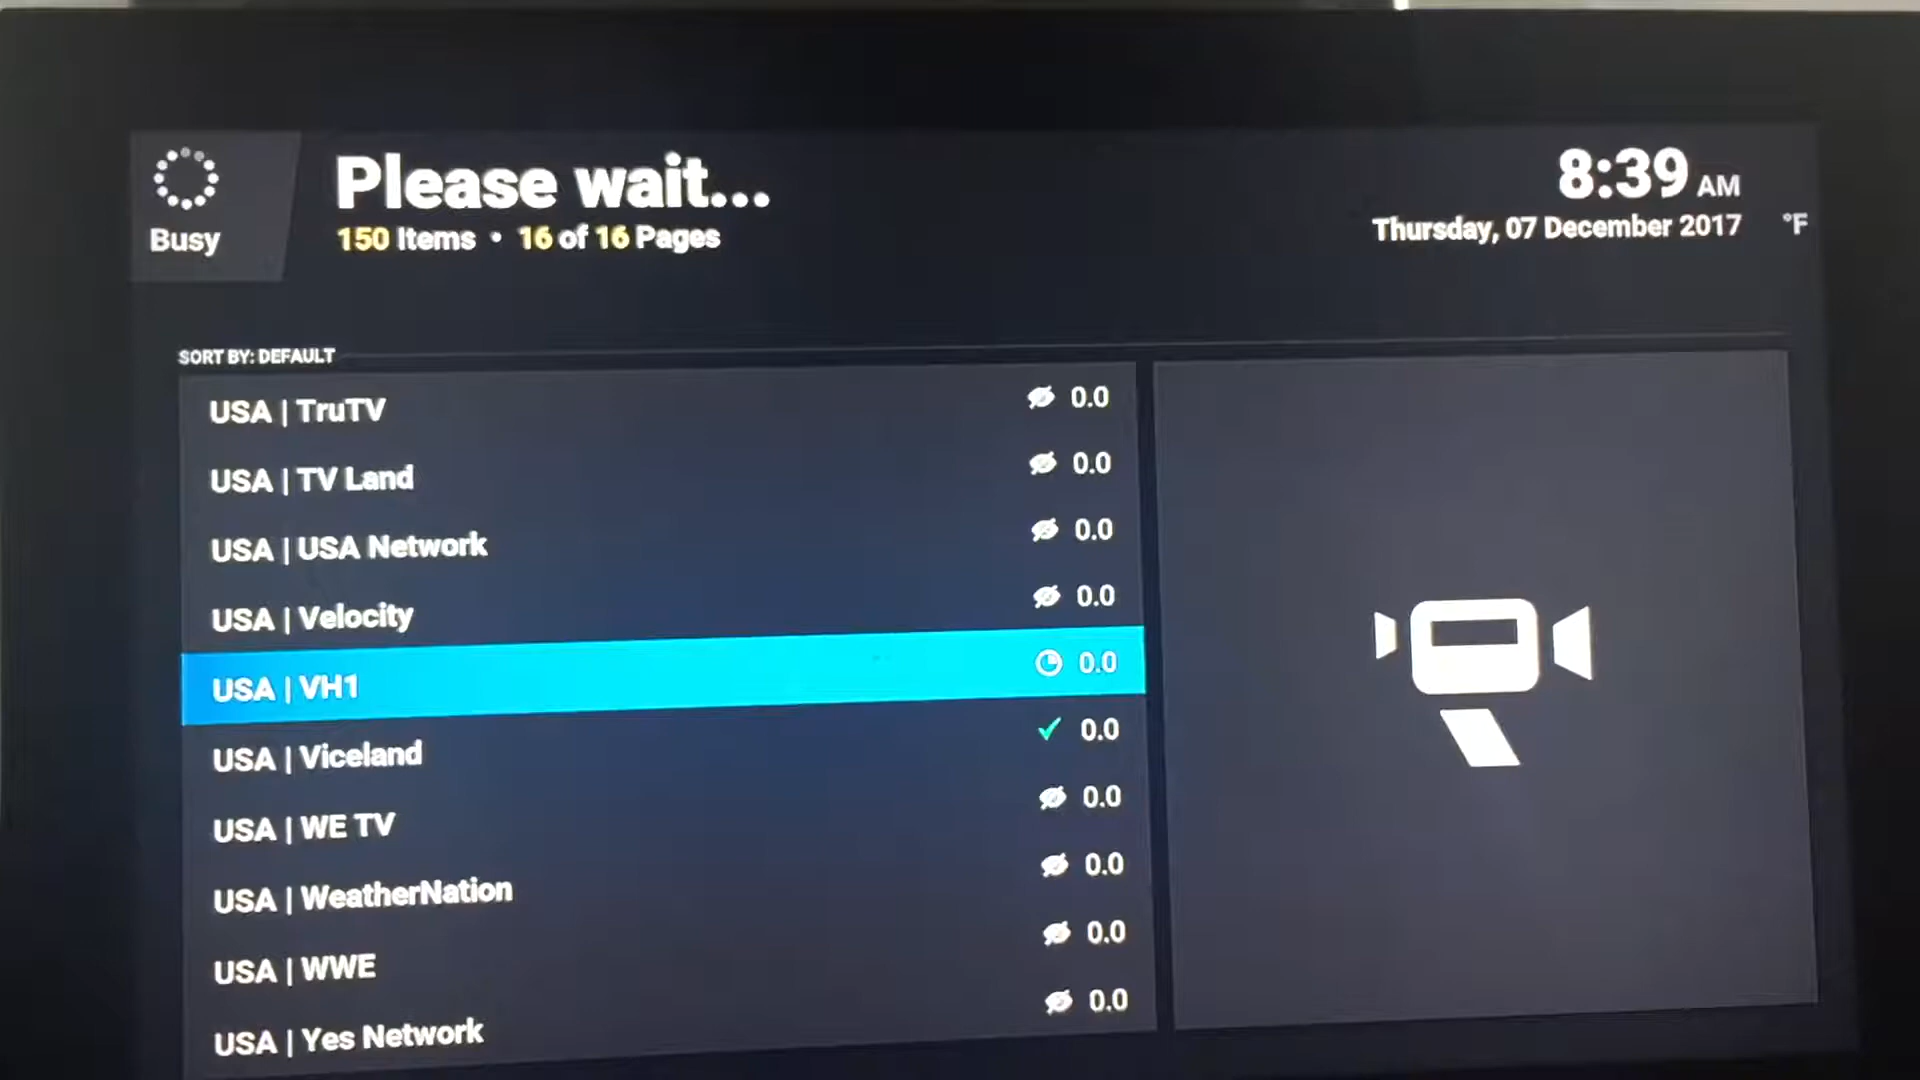 Busy
Please wait...
150 Items • 16 of 16 Pages
8:39 AM
Thursday, 07 December 2017 °F
SORT BY: DEFAULT
USA | TruTV 0.0
USA | TV Land 0.0
USA | USA Network 0.0
USA | Velocity 0.0
USA | VH1 0.0
USA | Viceland 0.0
USA | WE TV 0.0
USA | WeatherNation 0.0
USA | WWE 0.0
USA | Yes Network 0.0